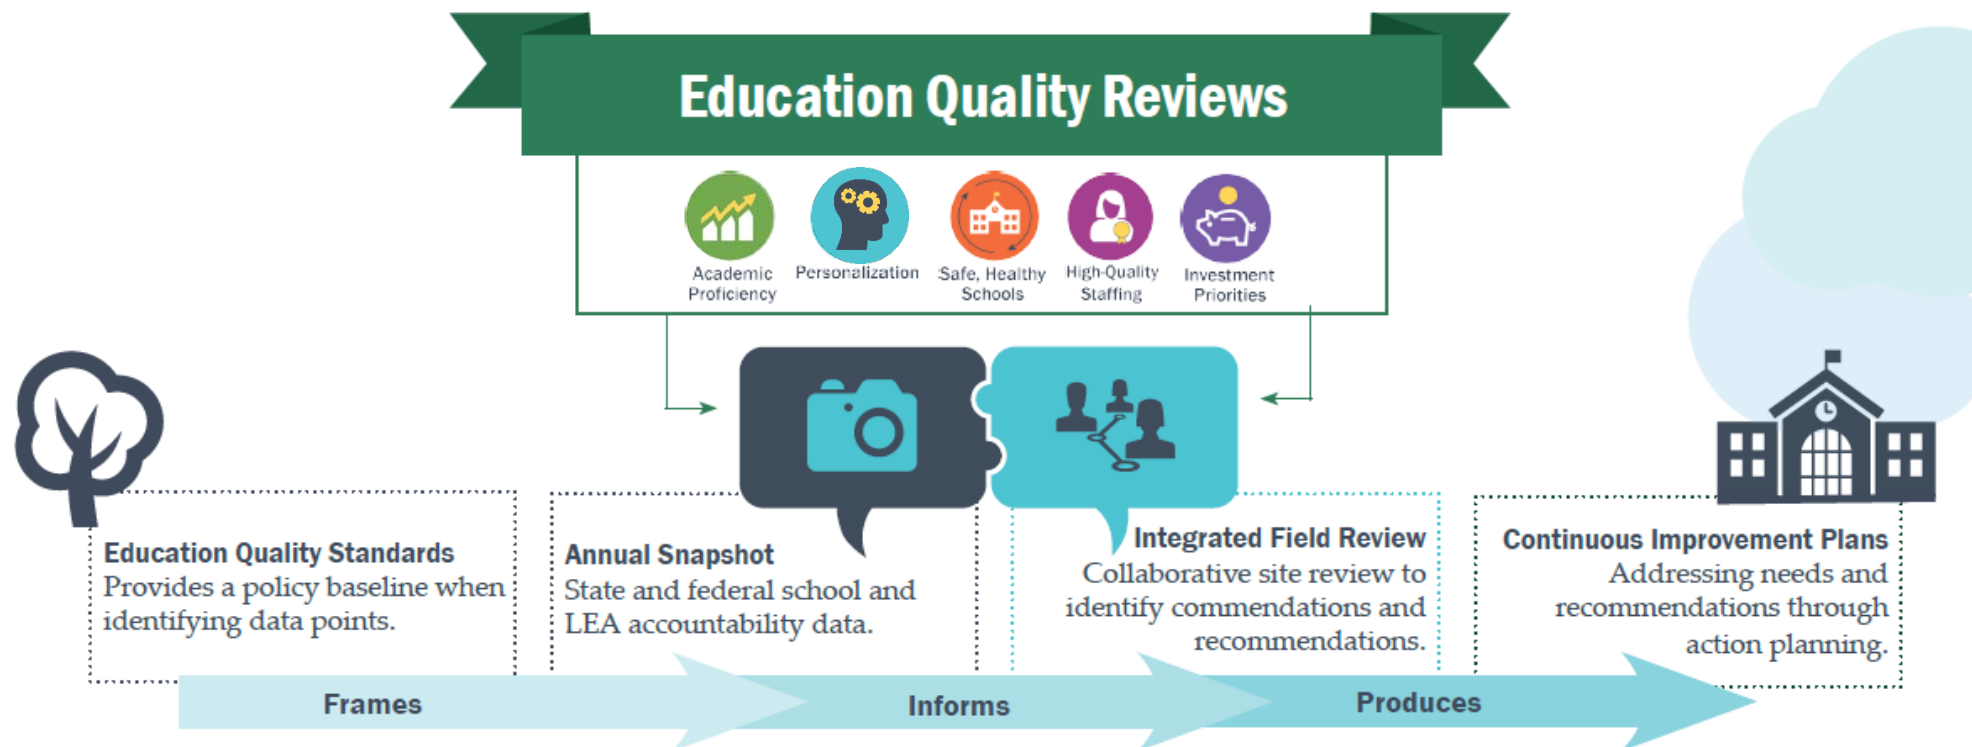 Education Quality Reviews
Academic
Proficiency
Personalization
Safe, Healthy
Schools
High-Quality
Staffing
Investment
Priorities
Education Quality Standards
Provides a policy baseline when
identifying data points.
Annual Snapshot
State and federal school and
LEA accountability data.
Integrated Field Review
Collaborative site review to
identify commendations and
recommendations.
Continuous Improvement Plans
Addressing needs and
recommendations through
action planning.
Frames
Informs
Produces